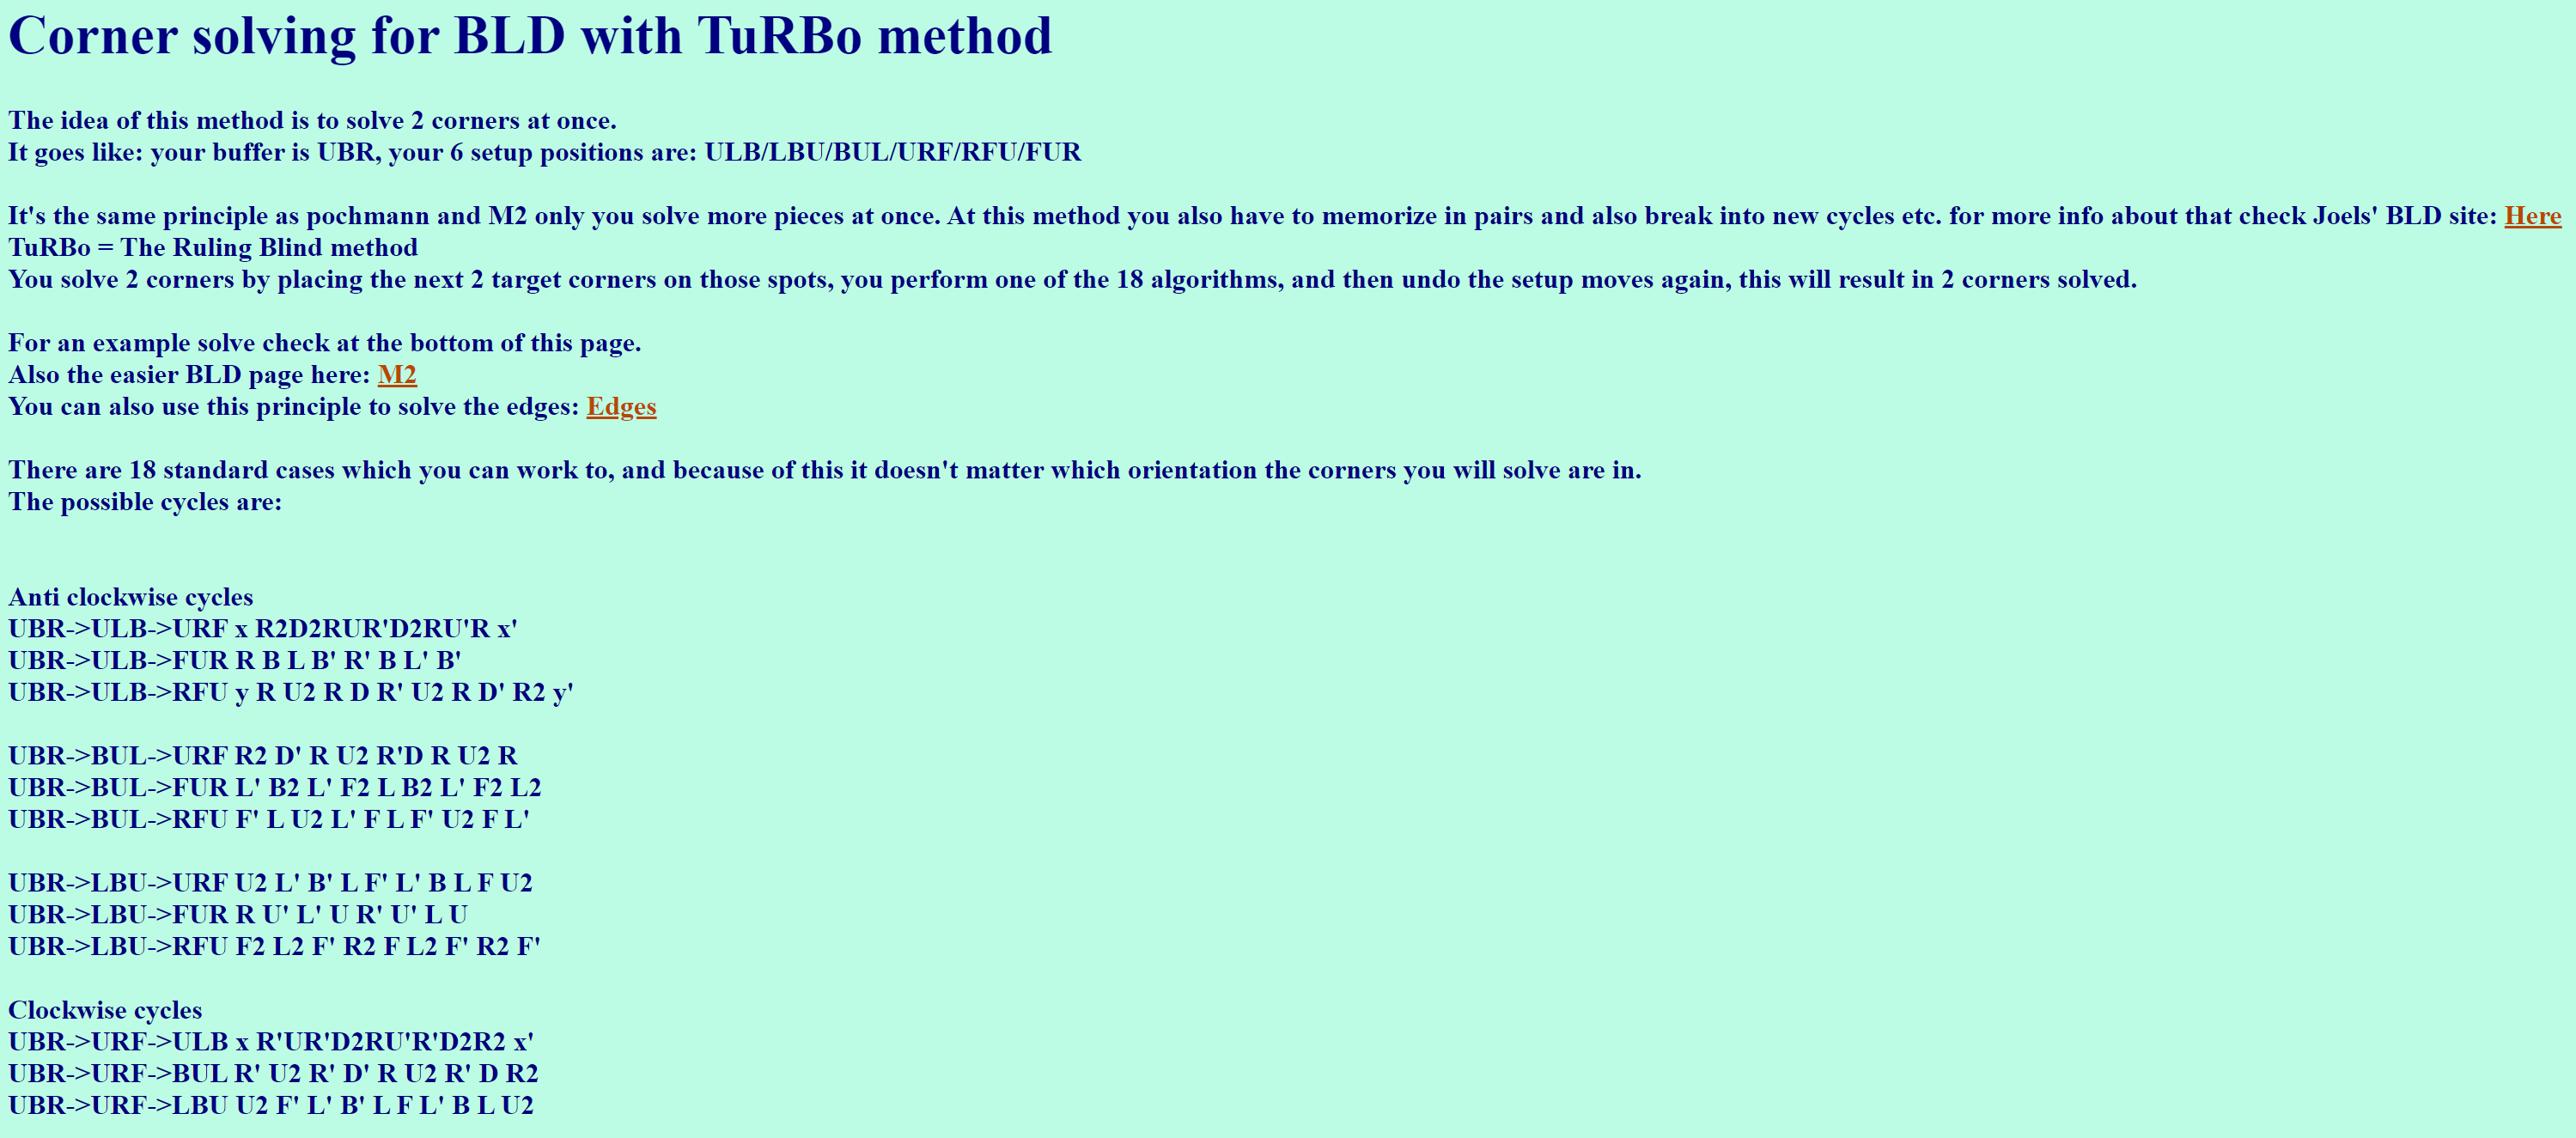 Corner solving for BLD with TuRBo method
The idea of this method is to solve 2 corners at once.
It goes like: your buffer is UBR, your 6 setup positions are: ULB/LBU/BUL/URF/RFU/FUR
It's the same principle as pochmann and M2 only you solve more pieces at once. At this method you also have to memorize in pairs and also break into new cycles etc. for more info about that check Joels' BLD site: Here
TuRBo = The Ruling Blind method
You solve 2 corners by placing the next 2 target corners on those spots, you perform one of the 18 algorithms, and then undo the setup moves again, this will result in 2 corners solved.
For an example solve check at the bottom of this page.
Also the easier BLD page here: M2
You can also use this principle to solve the edges: Edges
There are 18 standard cases which you can work to, and because of this it doesn't matter which orientation the corners you will solve are in.
The possible cycles are:
Anti clockwise cycles
UBR->ULB->URF x R2D2RUR'D2RU'R x'
UBR->ULB->FUR R B L B' R' B L' B'
UBR->ULB->RFU y R U2 R D R' U2 R D' R2 y'
UBR->BUL->URF R2 D' R U2 R'D R U2 R
UBR->BUL->FUR L' B2 L' F2 L B2 L' F2 L2
UBR->BUL->RFU F' L U2 L' F L F' U2 F L'
UBR->LBU->URF U2 L' B' L F' L' B L F U2
UBR->LBU->FUR R U' L' U R' U' L U
UBR->LBU->RFU F2 L2 F' R2 F L2 F' R2 F'
Clockwise cycles
UBR->URF->ULB x R'UR'D2RU'R'D2R2 x'
UBR->URF->BUL R' U2 R' D' R U2 R' D R2
UBR->URF->LBU U2 F' L' B' L F L' B L U2